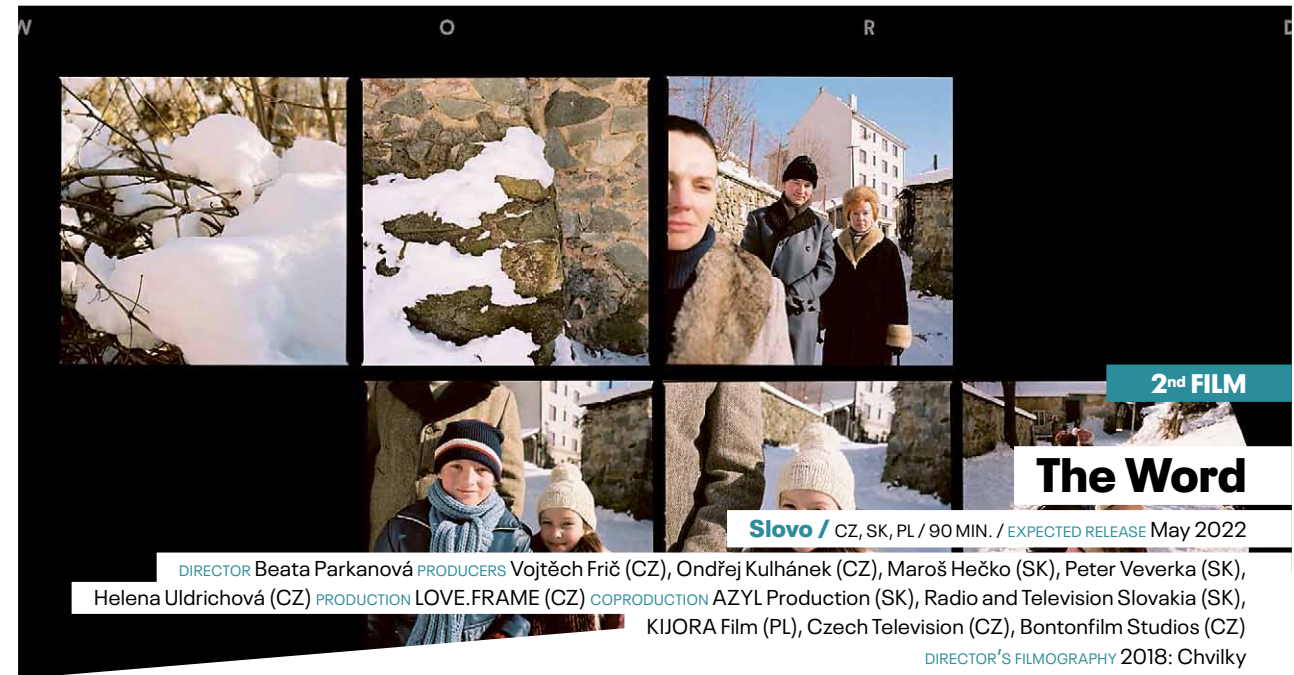 W O R D
2nd FILM
The Word
Slovo / CZ, SK, PL / 90 MIN. / EXPECTED RELEASE May 2022
DIRECTOR Beata Parkanová PRODUCERS Vojtěch Frič (CZ), Ondřej Kulhánek (CZ), Maroš Hečko (SK), Peter Veverka (SK),
Helena Uldrichová (CZ) PRODUCTION LOVE.FRAME (CZ) COPRODUCTION AZYL Production (SK), Radio and Television Slovakia (SK),
KIJORA Film (PL), Czech Television (CZ), Bontonfilm Studios (CZ)
DIRECTOR'S FILMOGRAPHY 2018: Chvilky